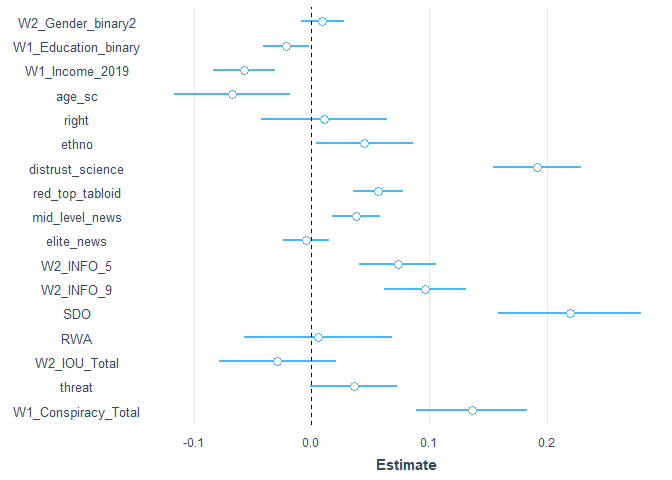 W2_Gender_binary2
W1_Education_binary
W1_Income_2019
age_sc
right
ethno
distrust_science
red_top_tabloid
mid_level_news
elite_news
W2_INFO_5
W2_INFO_9
SDO
RWA
W2_IOU_Total
threat
W1_Conspiracy_Total
-0.1 0.0 0.1 0.2
Estimate